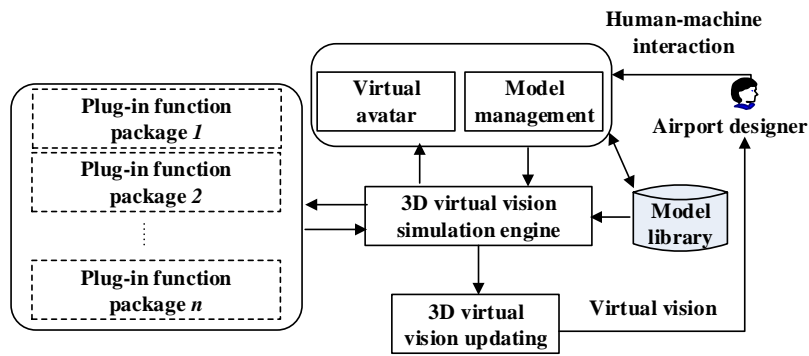 Human-machine
interaction
Virtual
avatar
Model
management
Airport designer
Plug-in function
package 1
Plug-in function
package 2
Plug-in function
package n
3D virtual vision
simulation engine
Model
library
3D virtual
vision updating
Virtual vision